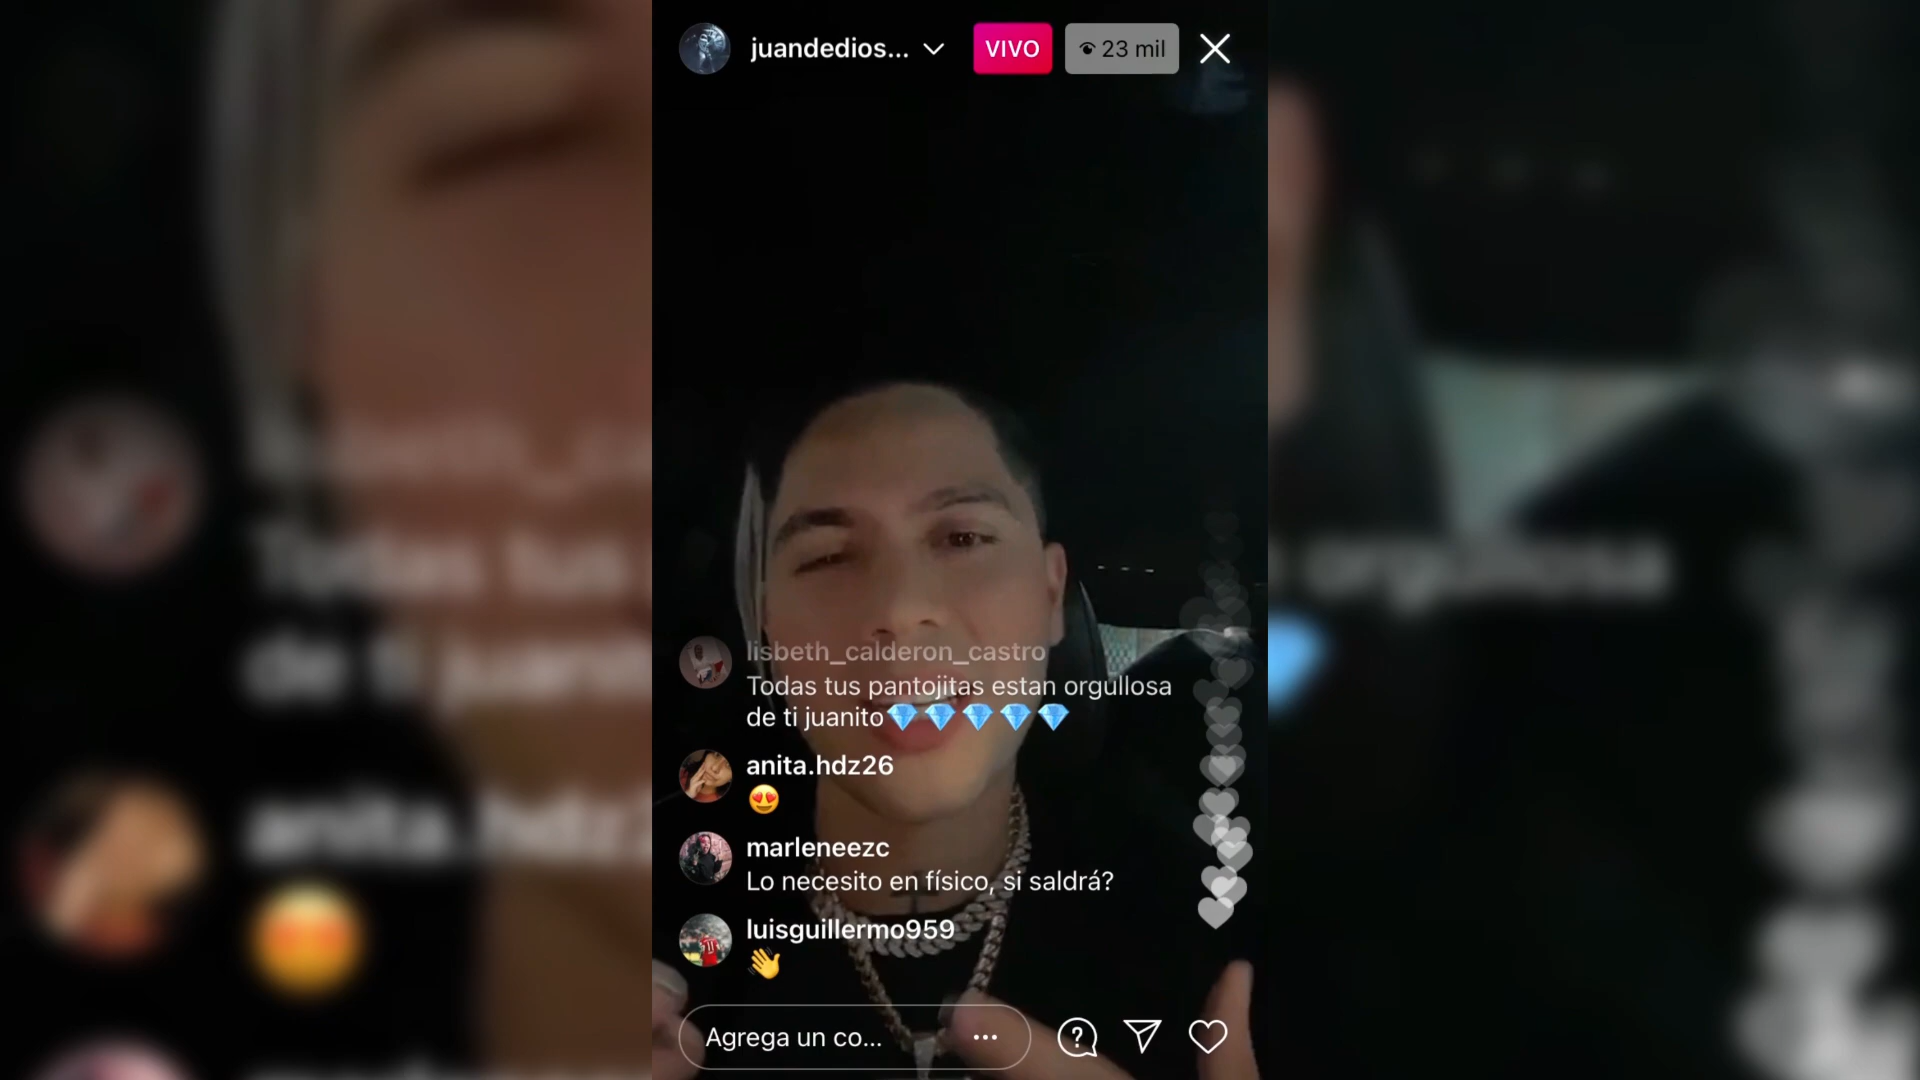 juandedios...
VIVO
23 mil
lisbeth_calderon_castro
Todas tus pantojitas estan orgullosa
de ti juanito💎💎💎💎💎
anita.hdz26
😍
marleneezc
Lo necesito en físico, si saldrá?
luisguillermo959
👋
Agrega un co...